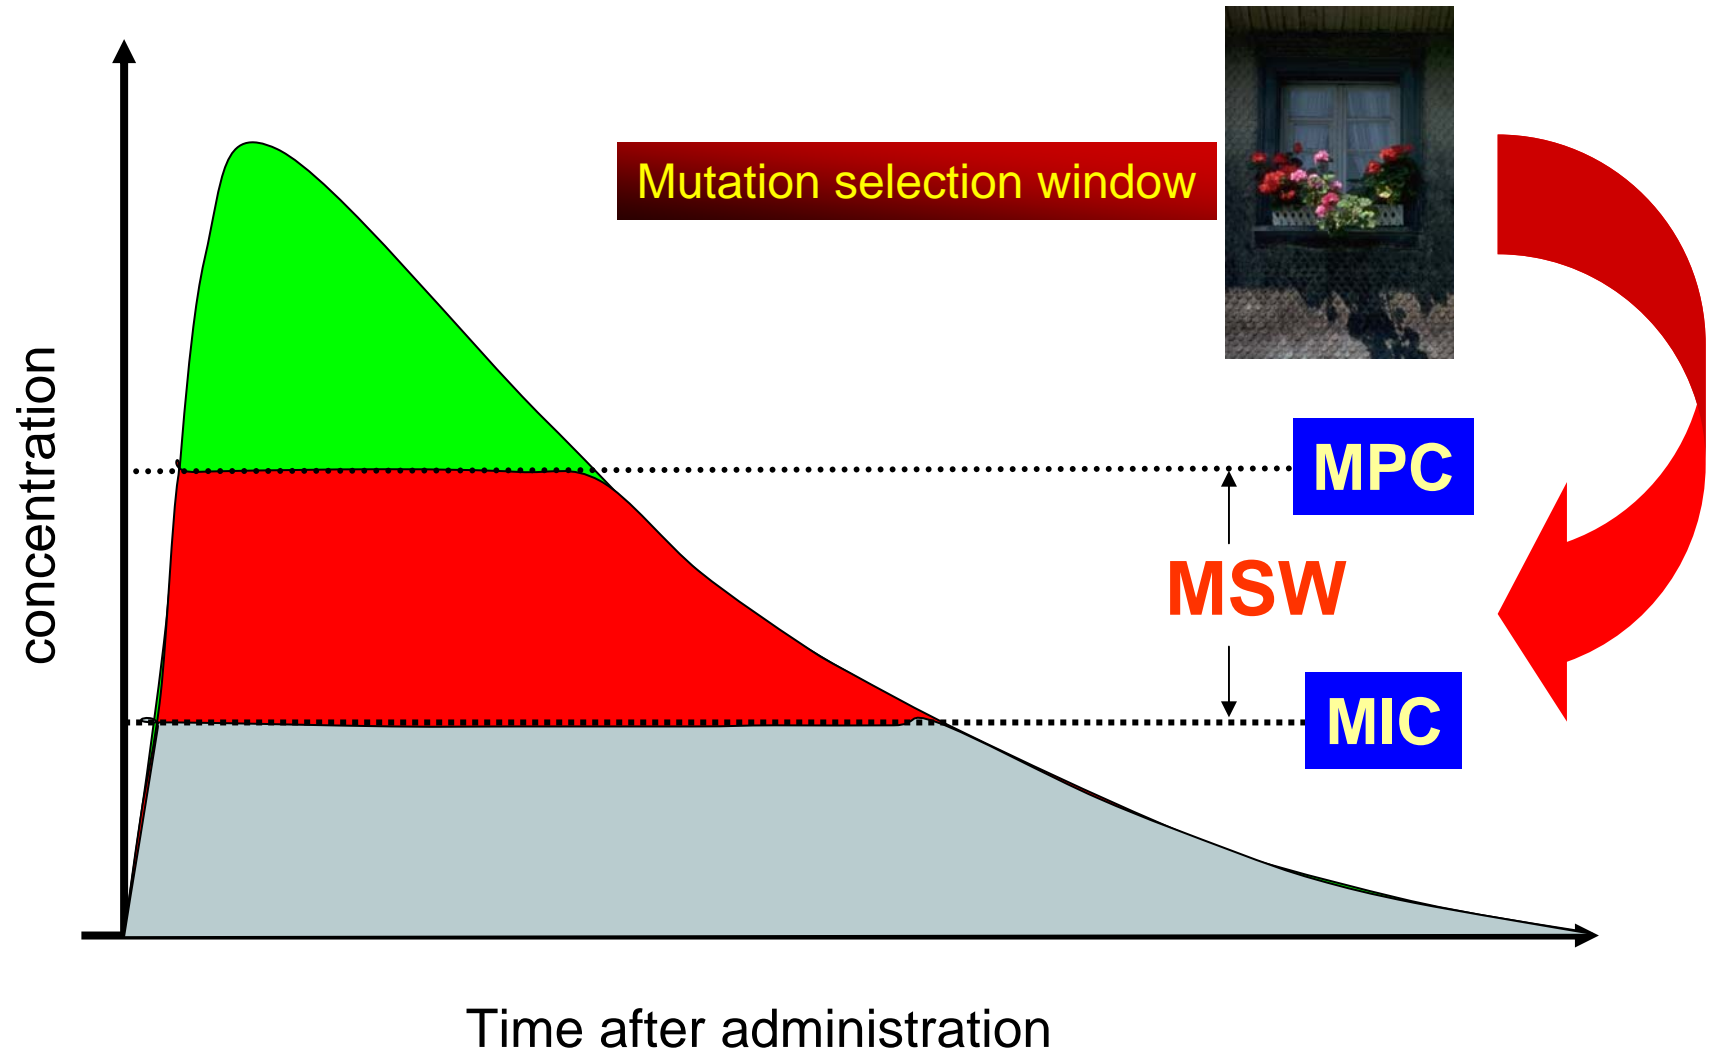 Mutation selection window
concentration
MPC
MSW
MIC
Time after administration